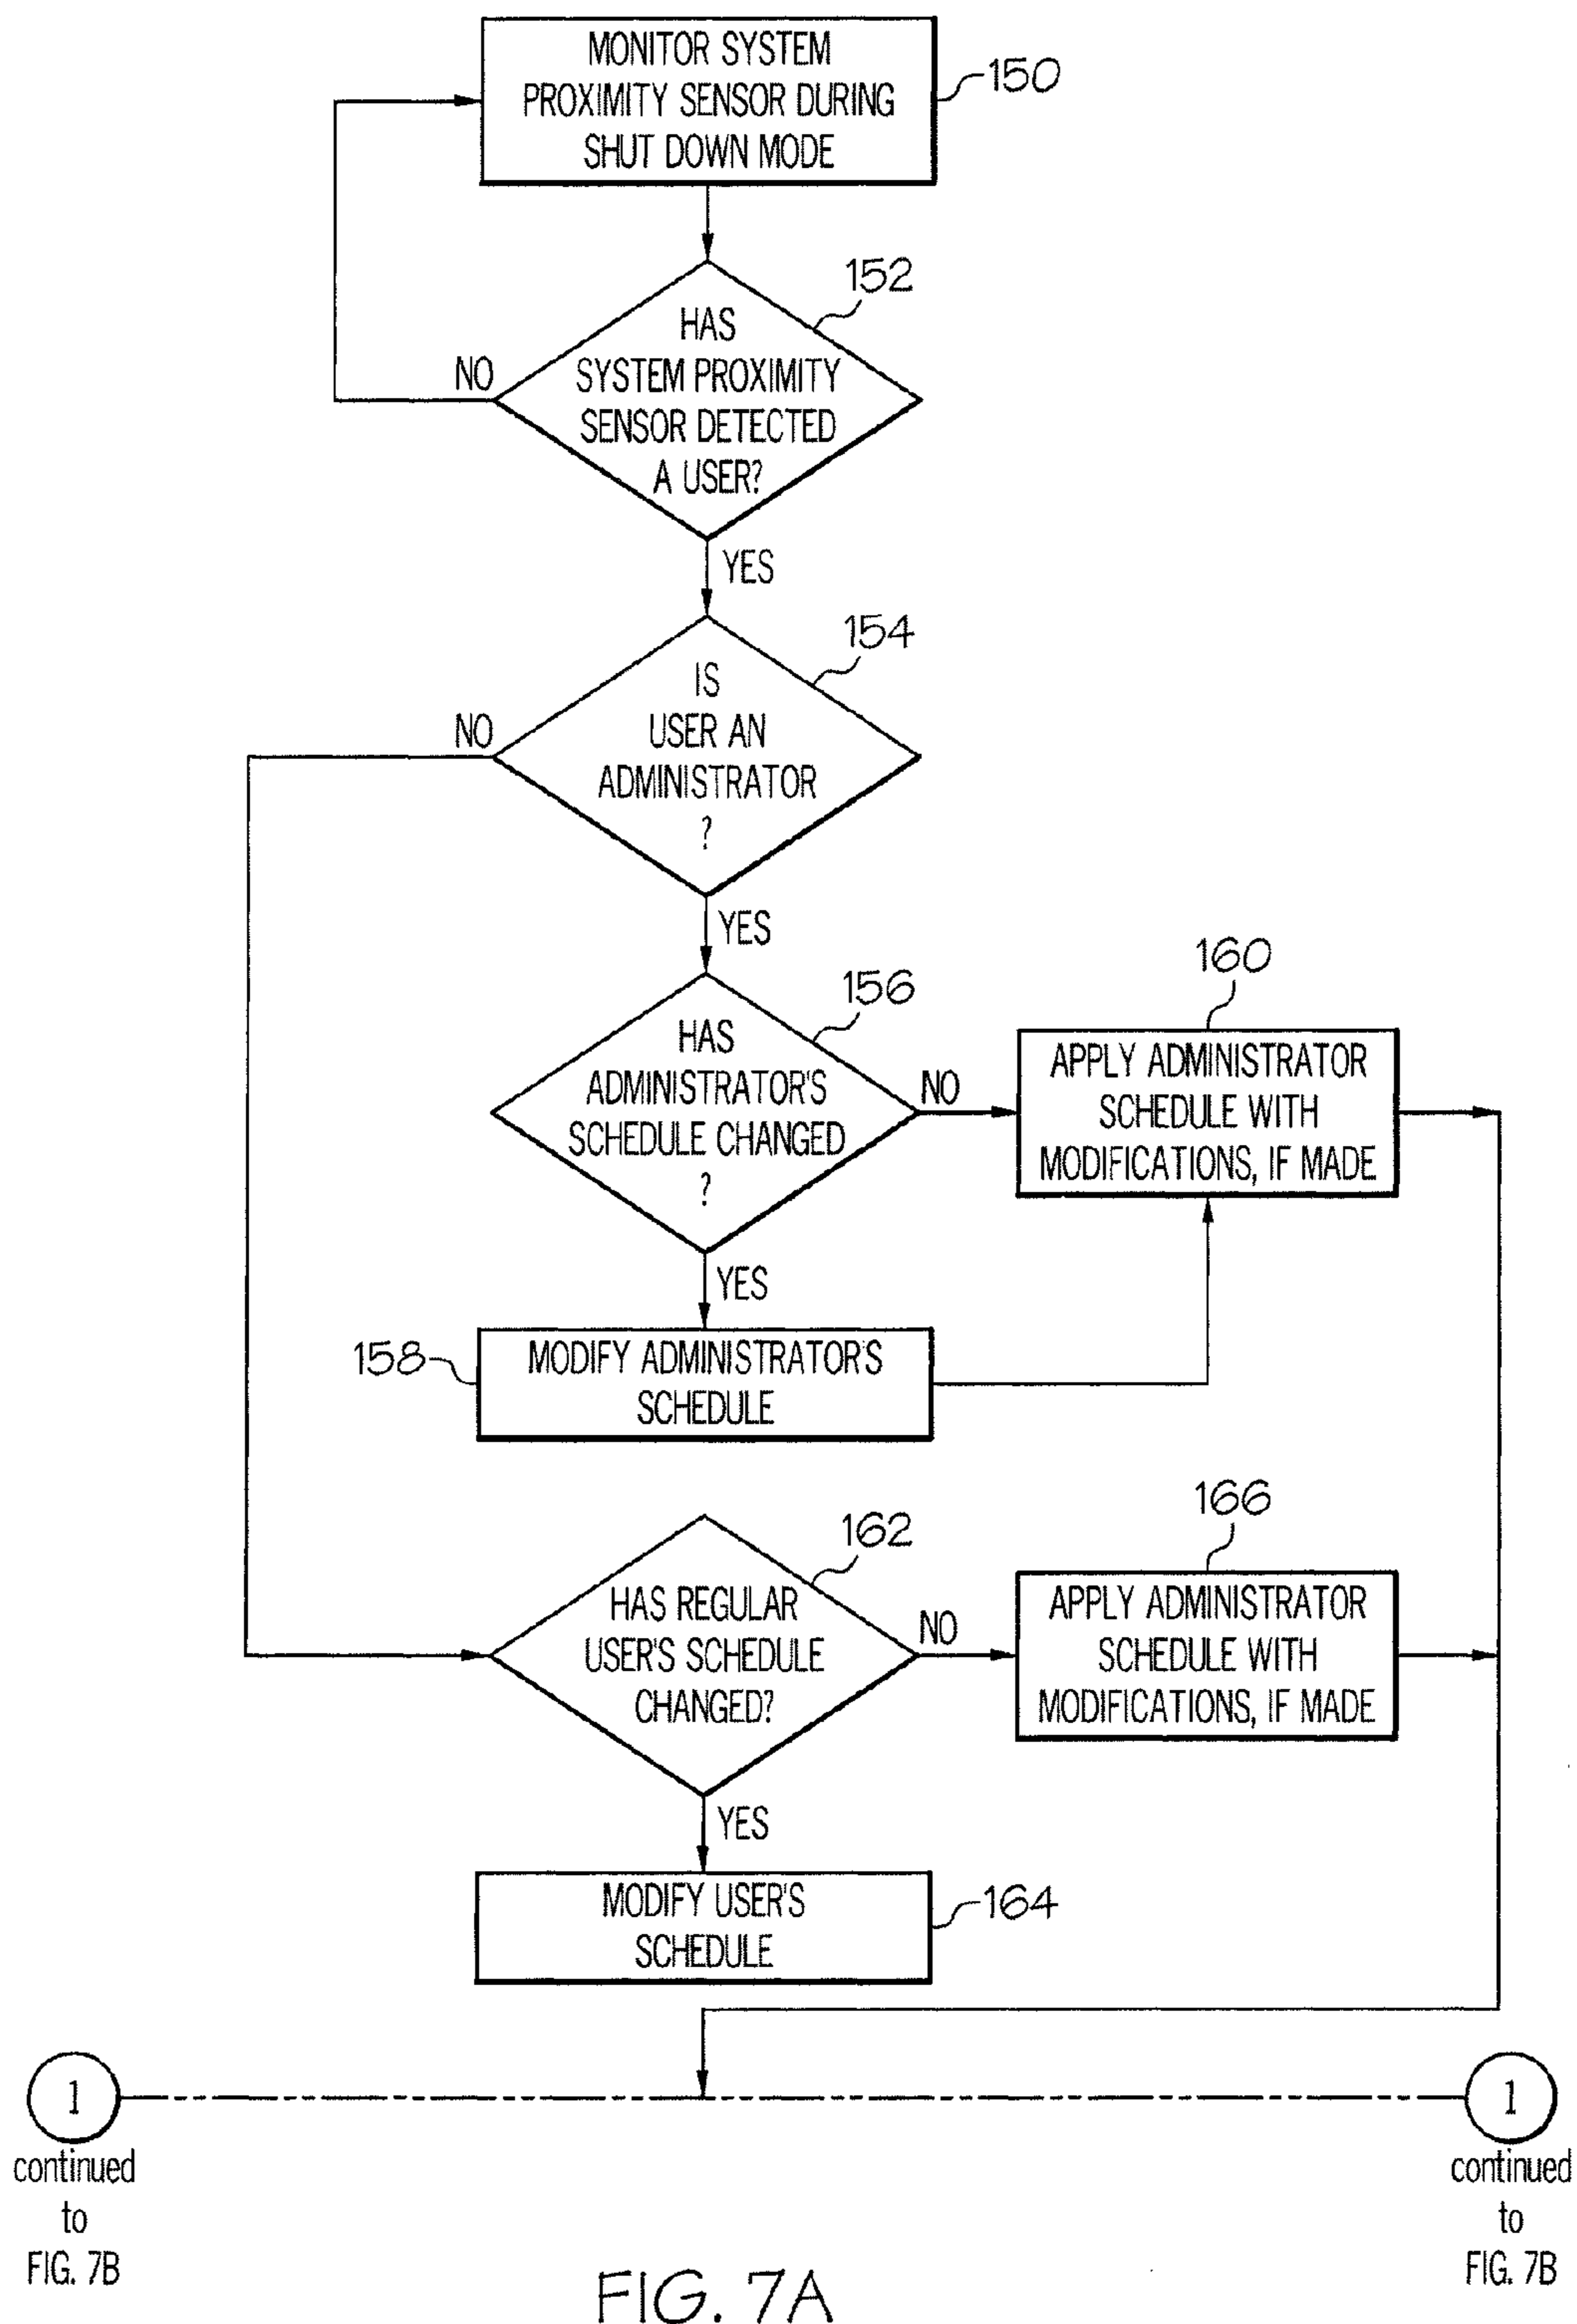 MONITOR SYSTEM
PROXIMITY SENSOR DURING
SHUT DOWN MODE
150
152
HAS
SYSTEM PROXIMITY
SENSOR DETECTED
A USER?
NO
YES
154
IS
USER AN
ADMINISTRATOR
?
NO
YES
156
HAS
ADMINISTRATOR'S
SCHEDULE CHANGED
?
NO
160
APPLY ADMINISTRATOR
SCHEDULE WITH
MODIFICATIONS, IF MADE
YES
158
MODIFY ADMINISTRATOR'S
SCHEDULE
162
HAS REGULAR
USER'S SCHEDULE
CHANGED?
NO
166
APPLY ADMINISTRATOR
SCHEDULE WITH
MODIFICATIONS, IF MADE
YES
MODIFY USER'S
SCHEDULE
164
1
continued
to
FIG. 7B
1
continued
to
FIG. 7B
FIG. 7A